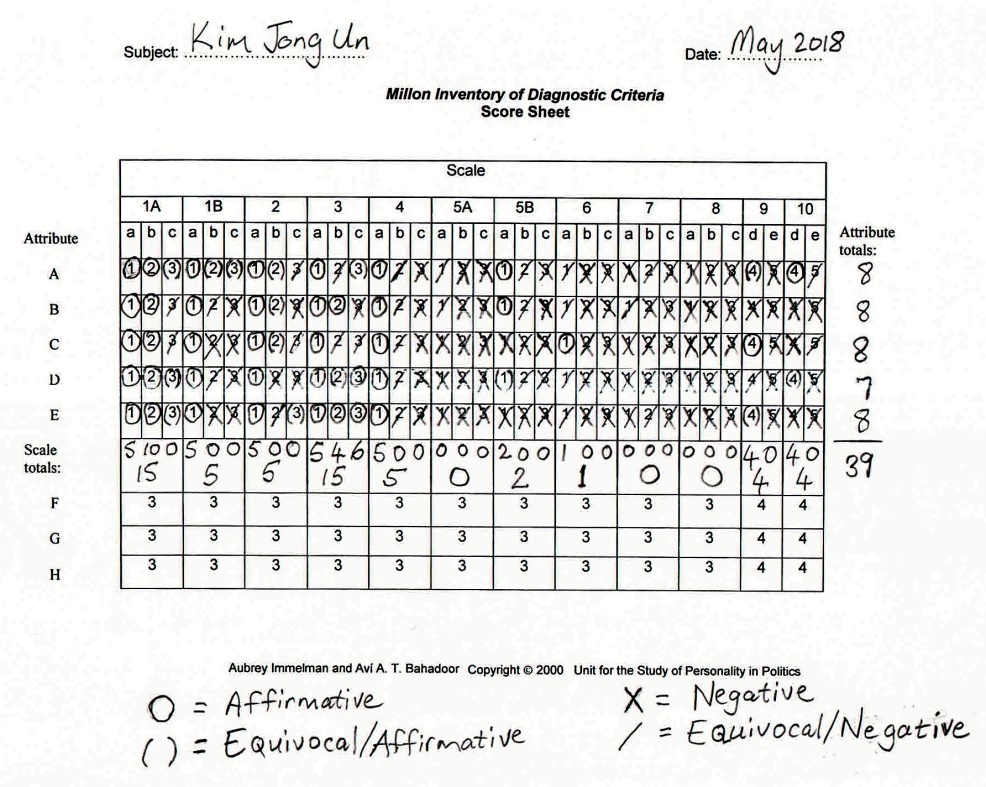 Subject: Kim Jong Un Date: May 2018
Millon Inventory of Diagnostic Criteria
Score Sheet
Scale
1A 1B 2 3 4 5A 5B 6 7 8 9 10
Attribute a b c a b c a b c a b c a b c a b c a b c a b c a b c a b c d e d e Attribute totals:
A 1 2 3 1 2 3 1 2 3 1 2 3 1 2 3 1 2 3 1 2 3 1 2 3 1 2 3 1 2 3 4 5 4 5 8
B 1 2 3 1 2 3 1 2 3 1 2 3 1 2 3 1 2 3 1 2 3 1 2 3 1 2 3 1 2 3 4 5 4 5 8
C 1 2 3 1 2 3 1 2 3 1 2 3 1 2 3 1 2 3 1 2 3 1 2 3 1 2 3 1 2 3 4 5 4 5 8
D 1 2 3 1 2 3 1 2 3 1 2 3 1 2 3 1 2 3 1 2 3 1 2 3 1 2 3 1 2 3 4 5 4 5 7
E 1 2 3 1 2 3 1 2 3 1 2 3 1 2 3 1 2 3 1 2 3 1 2 3 1 2 3 1 2 3 4 5 4 5 8
Scale 5 10 0 5 0 0 5 0 0 5 4 6 5 0 0 0 0 0 2 0 0 1 0 0 0 0 0 0 0 0 4 0 4 0
totals: 15 5 5 15 5 0 2 1 0 0 4 4 39
F 3 3 3 3 3 3 3 3 3 3 4 4
G 3 3 3 3 3 3 3 3 3 3 4 4
H 3 3 3 3 3 3 3 3 3 3 4 4
Aubrey Immelman and Aví A. T. Bahadoor Copyright © 2000 Unit for the Study of Personality in Politics
O = Affirmative X = Negative
( ) = Equivocal/Affirmative / = Equivocal/Negative